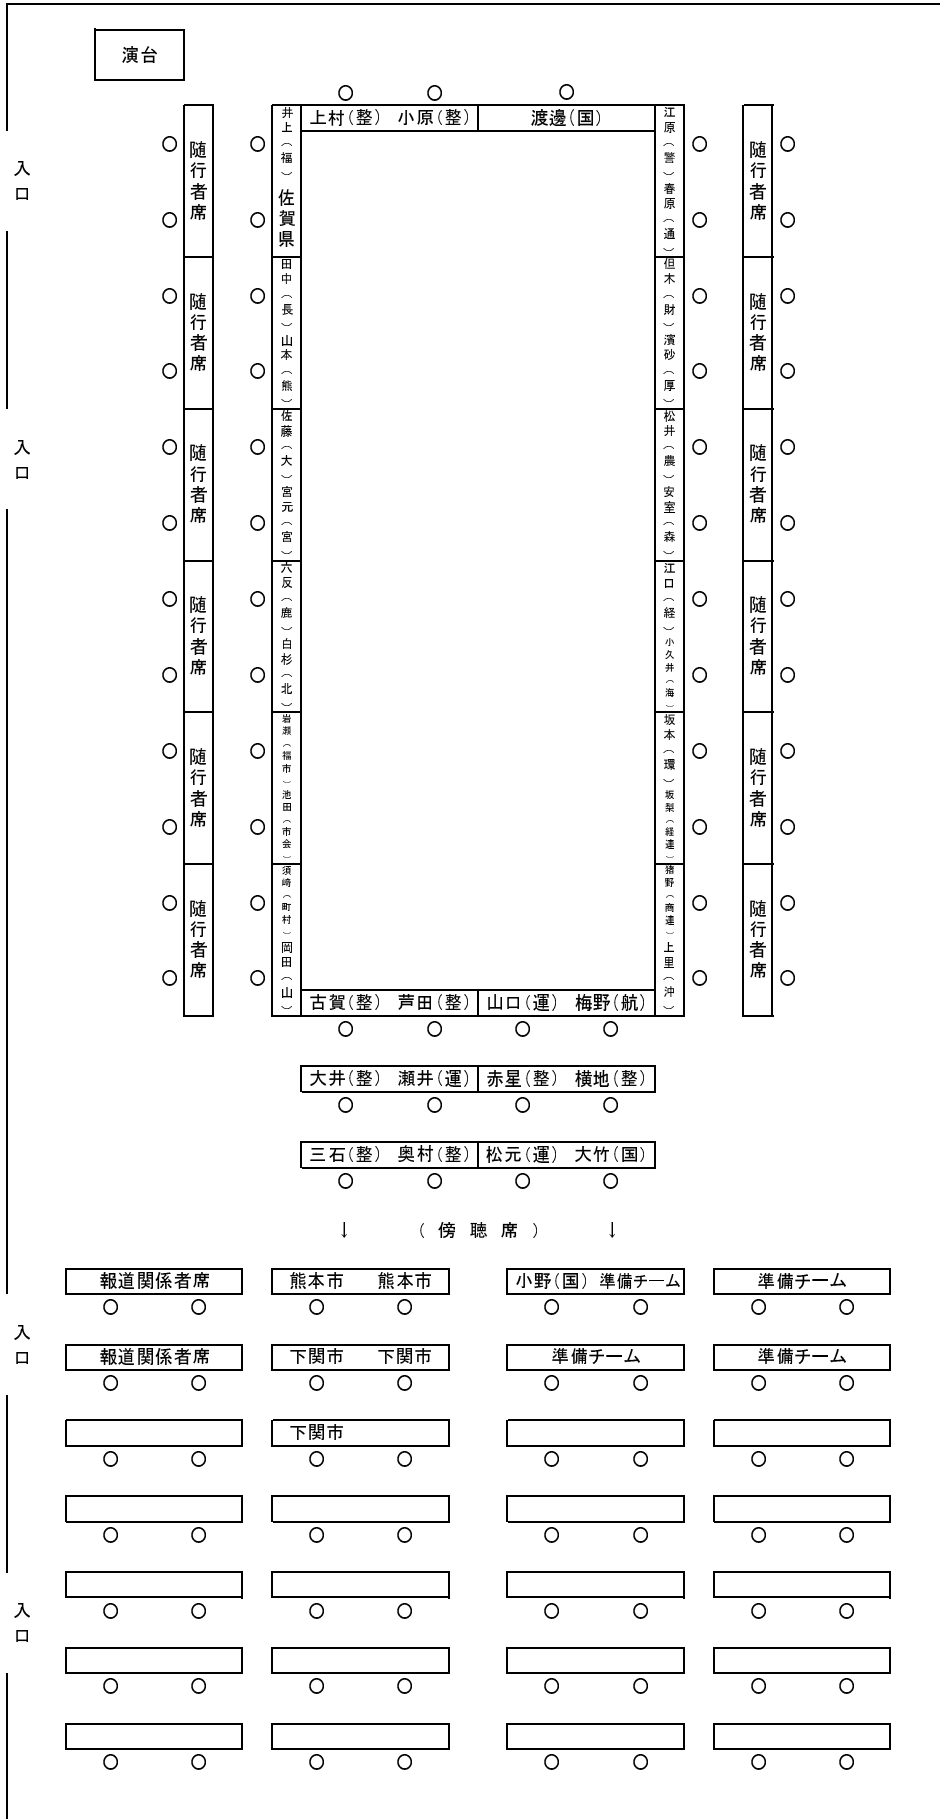 演台
上村(整) 小原(整) 渡邊(国)
入口
入口
入口
入口
随行者席
随行者席
随行者席
随行者席
随行者席
随行者席
井上(福) 佐賀県
田中(長) 山本(熊)
佐藤(大) 宮元(宮)
六反(鹿) 白杉(北)
岩瀬(福市) 池田(市会)
須崎(町村) 岡田(山)
江原(警) 春原(通)
但木(財) 濱砂(厚)
松井(農) 安室(森)
江口(経) 小久井(海)
坂本(環) 坂梨(経連)
猪野(商連) 上里(沖)
随行者席
随行者席
随行者席
随行者席
随行者席
随行者席
古賀(整) 芦田(整) 山口(運) 梅野(航)
大井(整) 瀬井(運) 赤星(整) 横地(整)
三石(整) 奥村(整) 松元(運) 大竹(国)
↓ (傍聴席) ↓
報道関係者席 熊本市 熊本市 小野(国) 準備チーム 準備チーム
報道関係者席 下関市 下関市 準備チーム 準備チーム
下関市